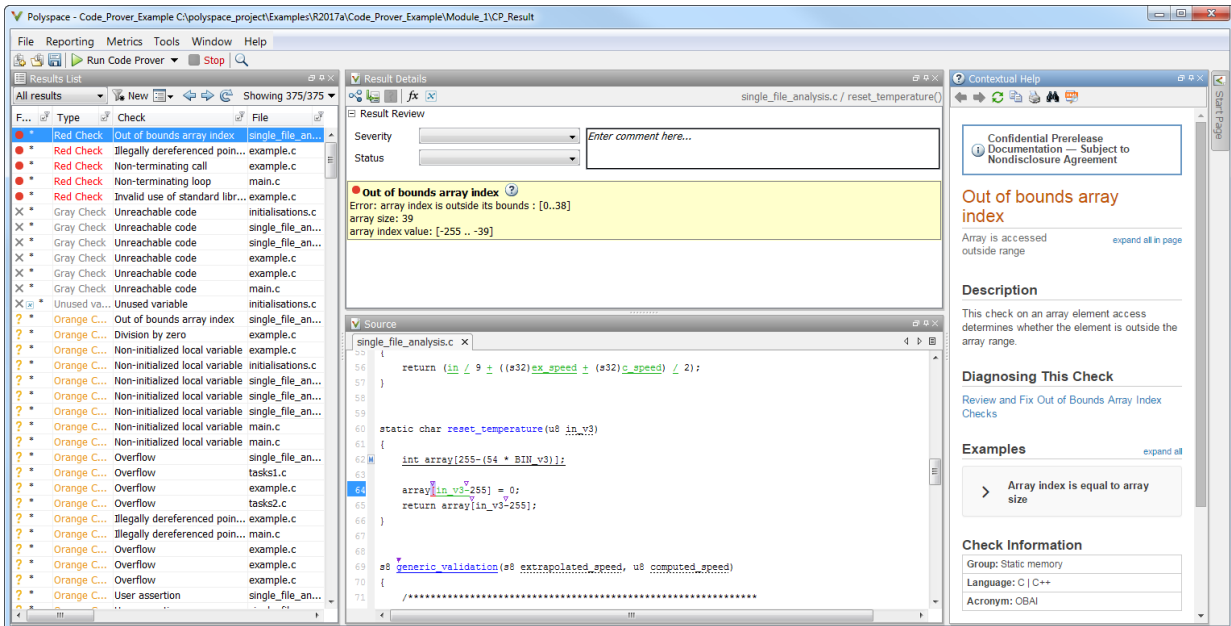 Polyspace - Code_Prover_Example C:\polyspace_project\Examples\R2017a\Code_Prover_Example\Module_1\CP_Result
File Reporting Metrics Tools Window Help
Run Code Prover Stop
Results List
All results New Showing 375/375
F... Type Check File
Red Check Out of bounds array index single_file_an...
Red Check Illegally dereferenced poin... example.c
Red Check Non-terminating call example.c
Red Check Non-terminating loop main.c
Red Check Invalid use of standard libr... example.c
Gray Check Unreachable code initialisations.c
Gray Check Unreachable code single_file_an...
Gray Check Unreachable code single_file_an...
Gray Check Unreachable code example.c
Gray Check Unreachable code example.c
Gray Check Unreachable code main.c
Unused va... Unused variable initialisations.c
Orange C... Out of bounds array index single_file_an...
Orange C... Division by zero example.c
Orange C... Non-initialized local variable example.c
Orange C... Non-initialized local variable initialisations.c
Orange C... Non-initialized local variable single_file_an...
Orange C... Non-initialized local variable single_file_an...
Orange C... Non-initialized local variable single_file_an...
Orange C... Non-initialized local variable main.c
Orange C... Non-initialized local variable main.c
Orange C... Overflow single_file_an...
Orange C... Overflow tasks1.c
Orange C... Overflow example.c
Orange C... Overflow tasks2.c
Orange C... Illegally dereferenced poin... example.c
Orange C... Illegally dereferenced poin... main.c
Orange C... Overflow example.c
Orange C... Overflow example.c
Orange C... Overflow example.c
Orange C... User assertion single_file_an...
Result Details
fx single_file_analysis.c / reset_temperature()
Result Review
Severity Enter comment here...
Status
Out of bounds array index
Error: array index is outside its bounds : [0..38]
array size: 39
array index value: [-255 .. -39]
Source
single_file_analysis.c
55 {
56 return (in / 9 + ((s32)ex_speed + (s32)c_speed) / 2);
57 }
58
59
60 static char reset_temperature(u8 in_v3)
61 {
62 int array[255-(54 * BIN_v3)];
63
64 array[in_v3-255] = 0;
65 return array[in_v3-255];
66 }
67
68
69 s8 generic_validation(s8 extrapolated_speed, u8 computed_speed)
70 {
71 /**************************************************************
Contextual Help
Confidential Prerelease
Documentation — Subject to
Nondisclosure Agreement
Out of bounds array
index
Array is accessed
outside range
expand all in page
Description
This check on an array element access
determines whether the element is outside the
array range.
Diagnosing This Check
Review and Fix Out of Bounds Array Index
Checks
Examples expand all
Array index is equal to array
size
Check Information
Group: Static memory
Language: C | C++
Acronym: OBAI
Start Page